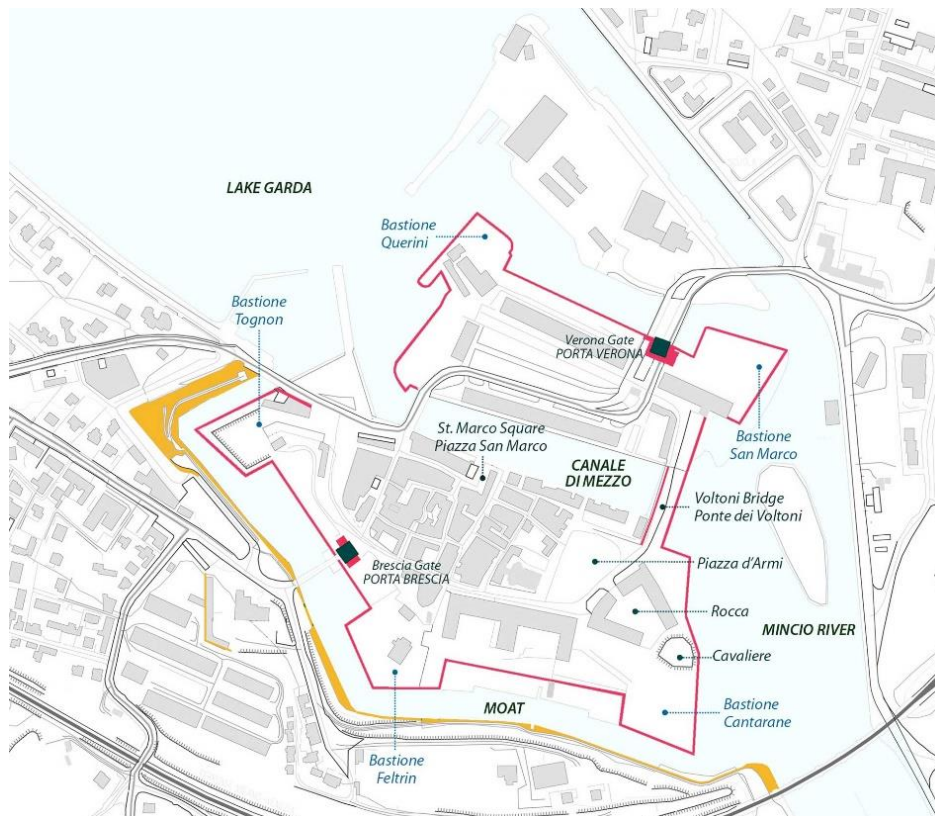 LAKE GARDA
Bastione
Querini
Bastione
Tognon
Verona Gate
PORTA VERONA
St. Marco Square
Piazza San Marco
Bastione
San Marco
CANALE
DI MEZZO
Voltoni Bridge
Ponte dei Voltoni
Brescia Gate
PORTA BRESCIA
Piazza d'Armi
Rocca
MINCIO RIVER
Cavaliere
MOAT
Bastione
Cantarane
Bastione
Feltrin